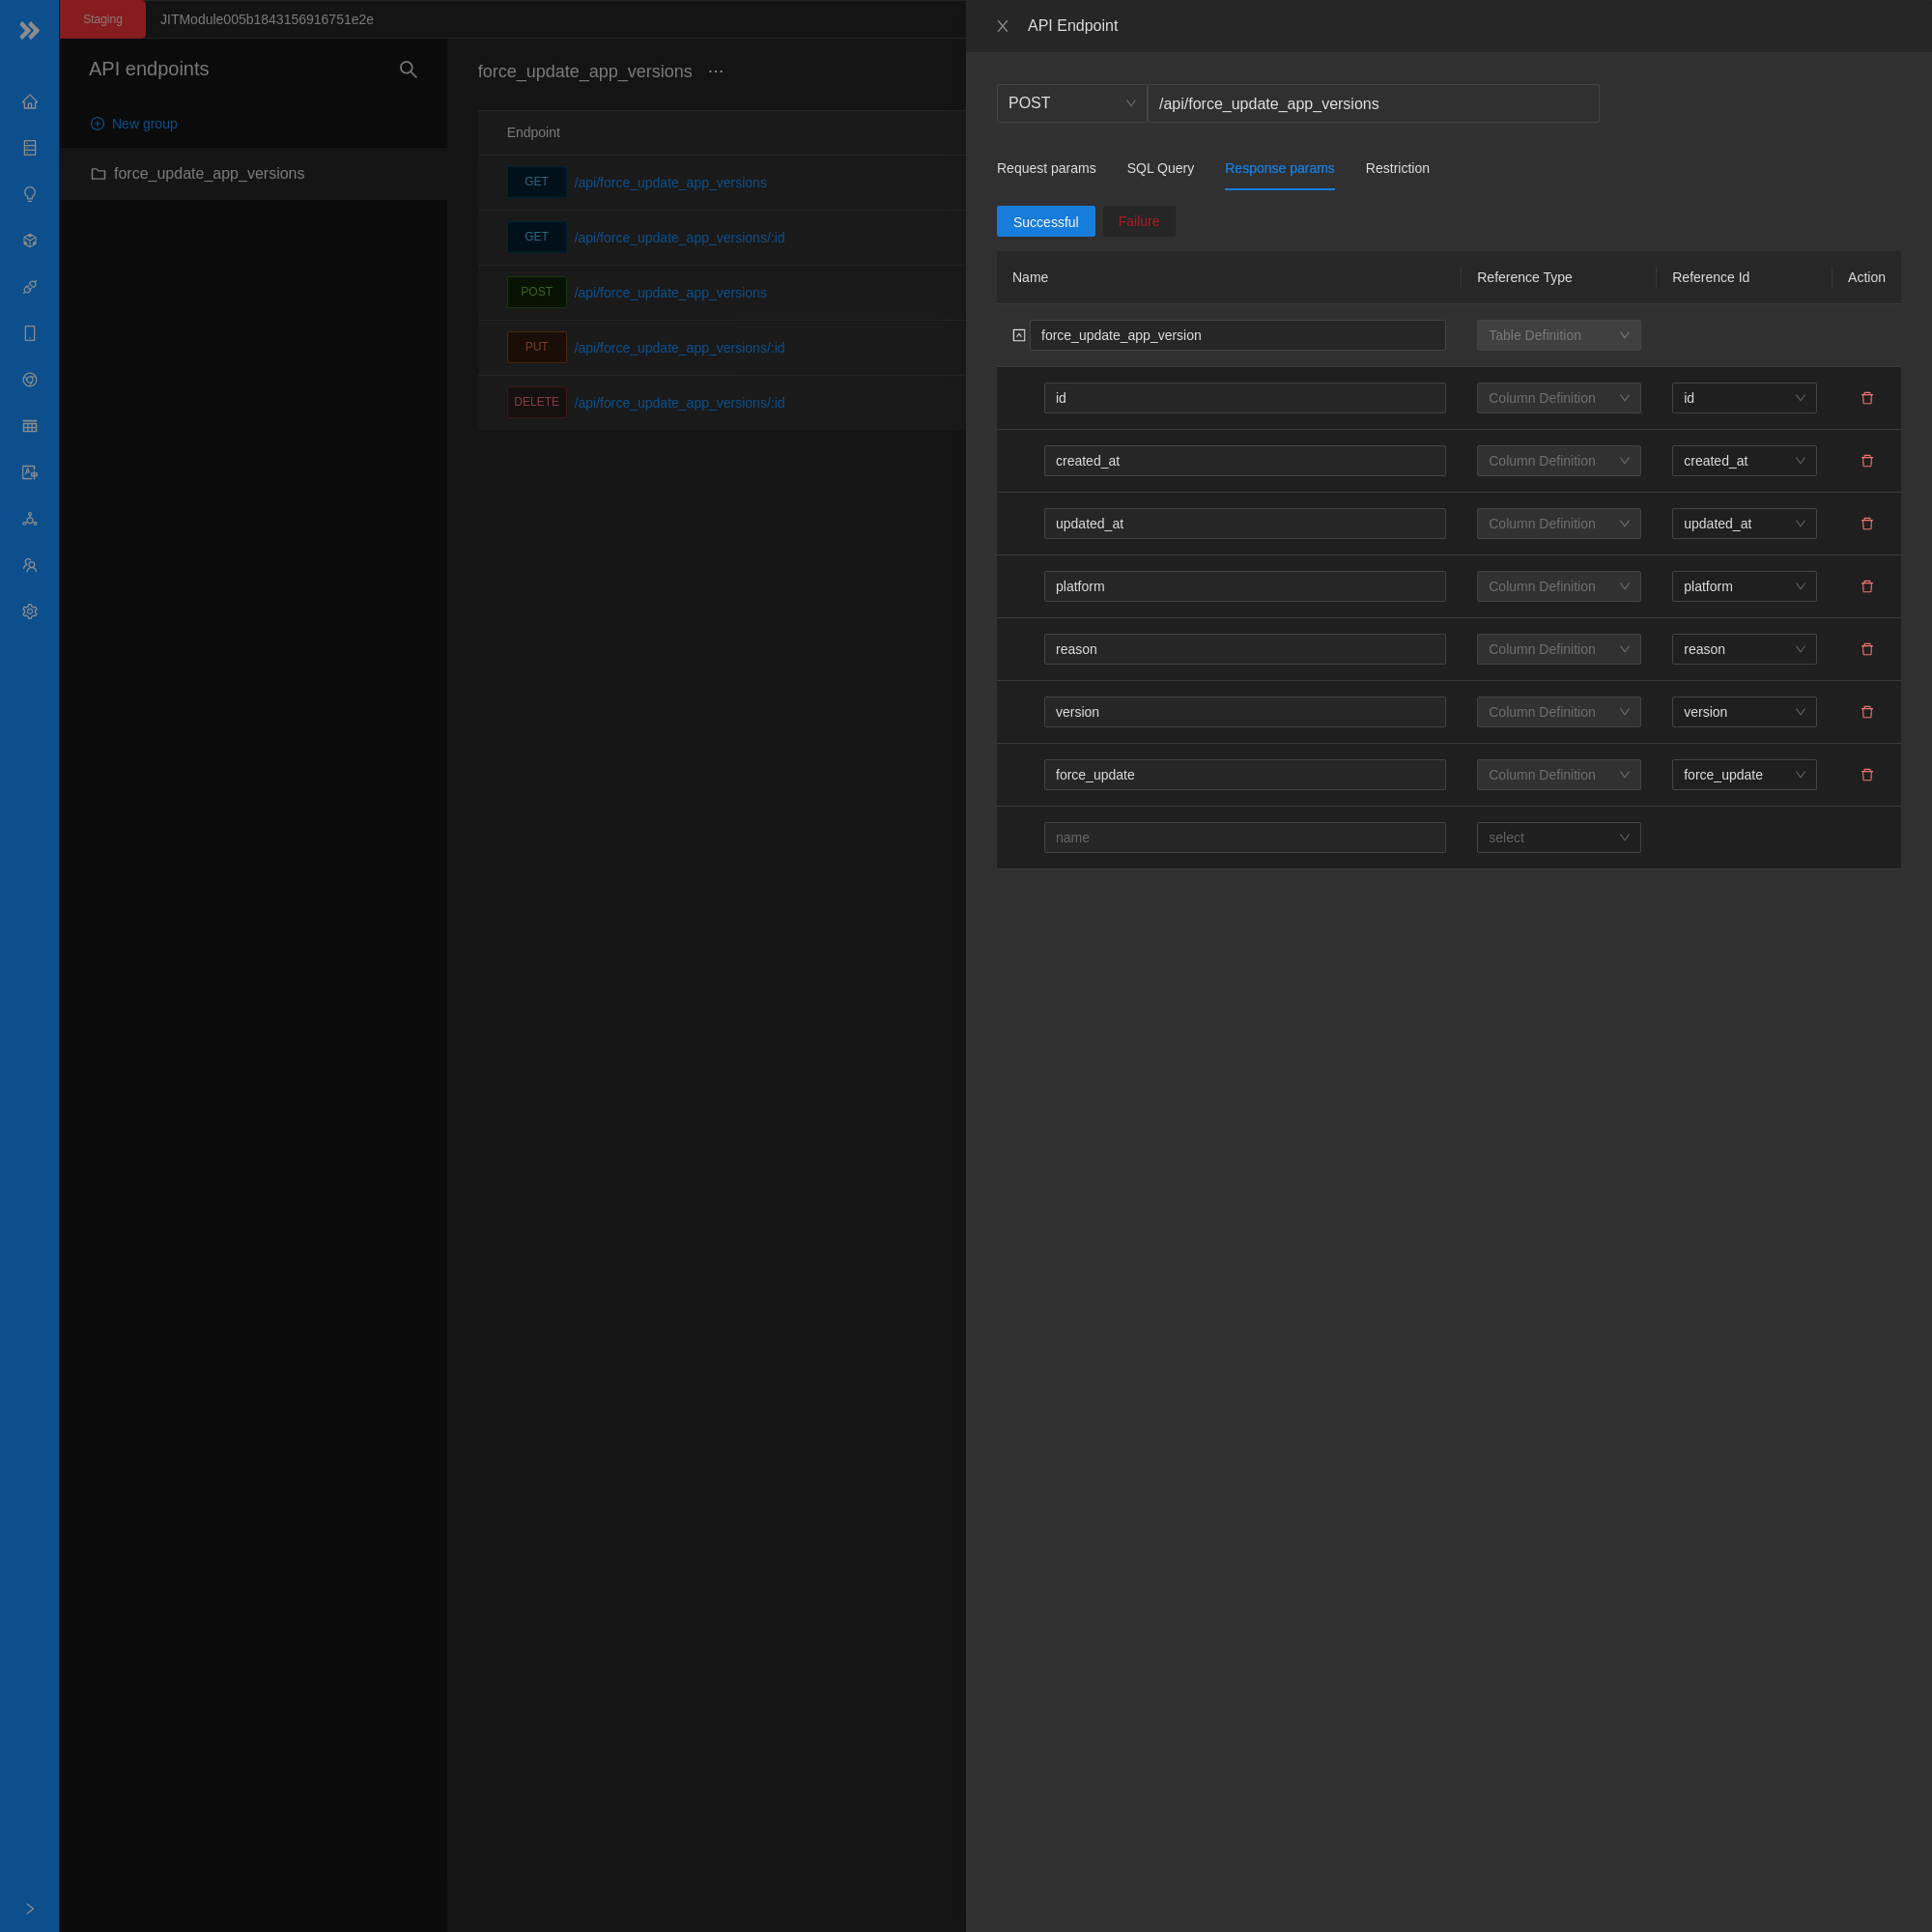 Staging
JITModule005b1843156916751e2e
API endpoints
New group
force_update_app_versions
force_update_app_versions
Endpoint
GET /api/force_update_app_versions
GET /api/force_update_app_versions/:id
POST /api/force_update_app_versions
PUT /api/force_update_app_versions/:id
DELETE /api/force_update_app_versions/:id
API Endpoint
POST /api/force_update_app_versions
Request params SQL Query Response params Restriction
Successful Failure
Name Reference Type Reference Id Action
force_update_app_version Table Definition
id Column Definition id
created_at Column Definition created_at
updated_at Column Definition updated_at
platform Column Definition platform
reason Column Definition reason
version Column Definition version
force_update Column Definition force_update
name select